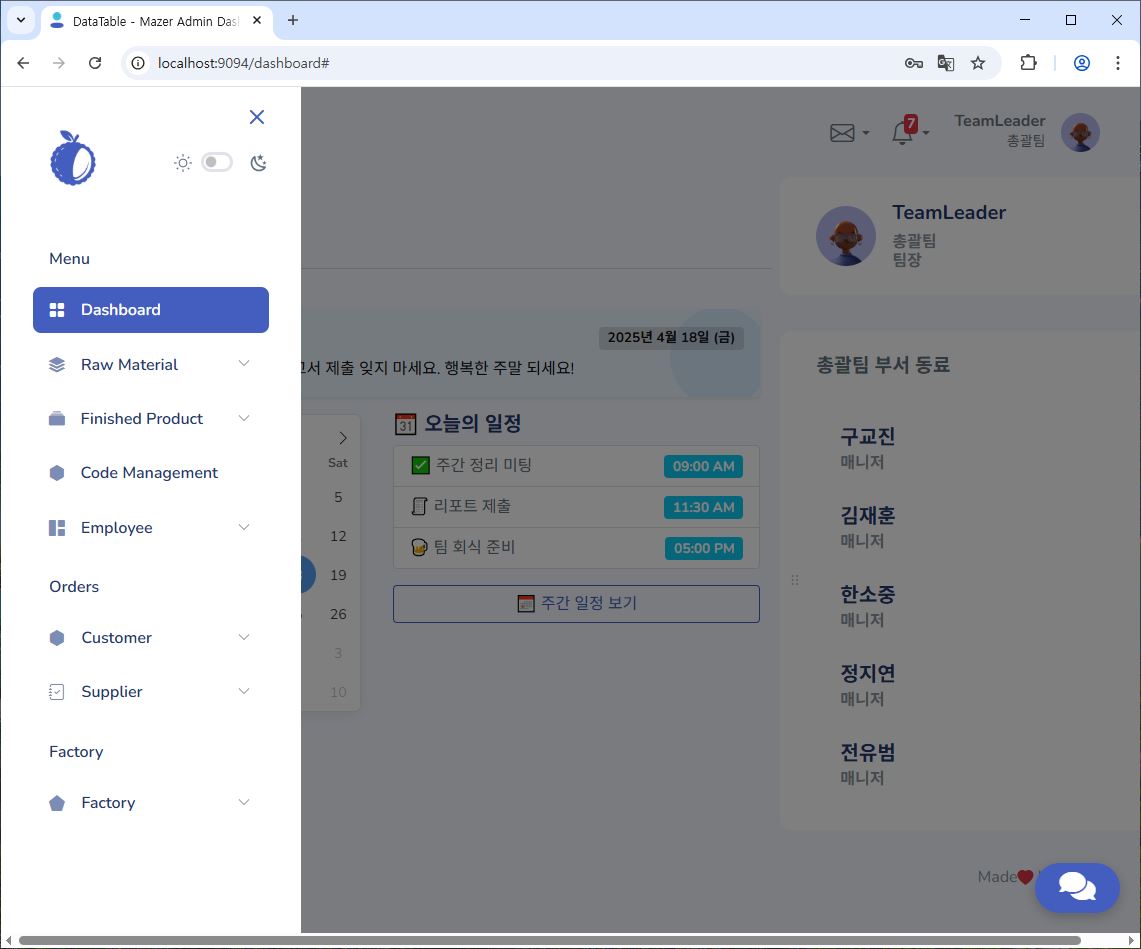 DataTable - Mazer Admin Das
localhost:9094/dashboard#
Menu
Dashboard
Raw Material
Finished Product
Code Management
Employee
Orders
Customer
Supplier
Factory
Factory
7
TeamLeader
총괄팀
TeamLeader
총괄팀
팀장
2025년 4월 18일 (금)
제출 잊지 마세요. 행복한 주말 되세요!
Sat
5
12
19
26
3
10
31 오늘의 일정
주간 정리 미팅 09:00 AM
리포트 제출 11:30 AM
팀 회식 준비 05:00 PM
주간 일정 보기
총괄팀 부서 동료
구교진
매니저
김재훈
매니저
한소중
매니저
정지연
매니저
전유범
매니저
Made